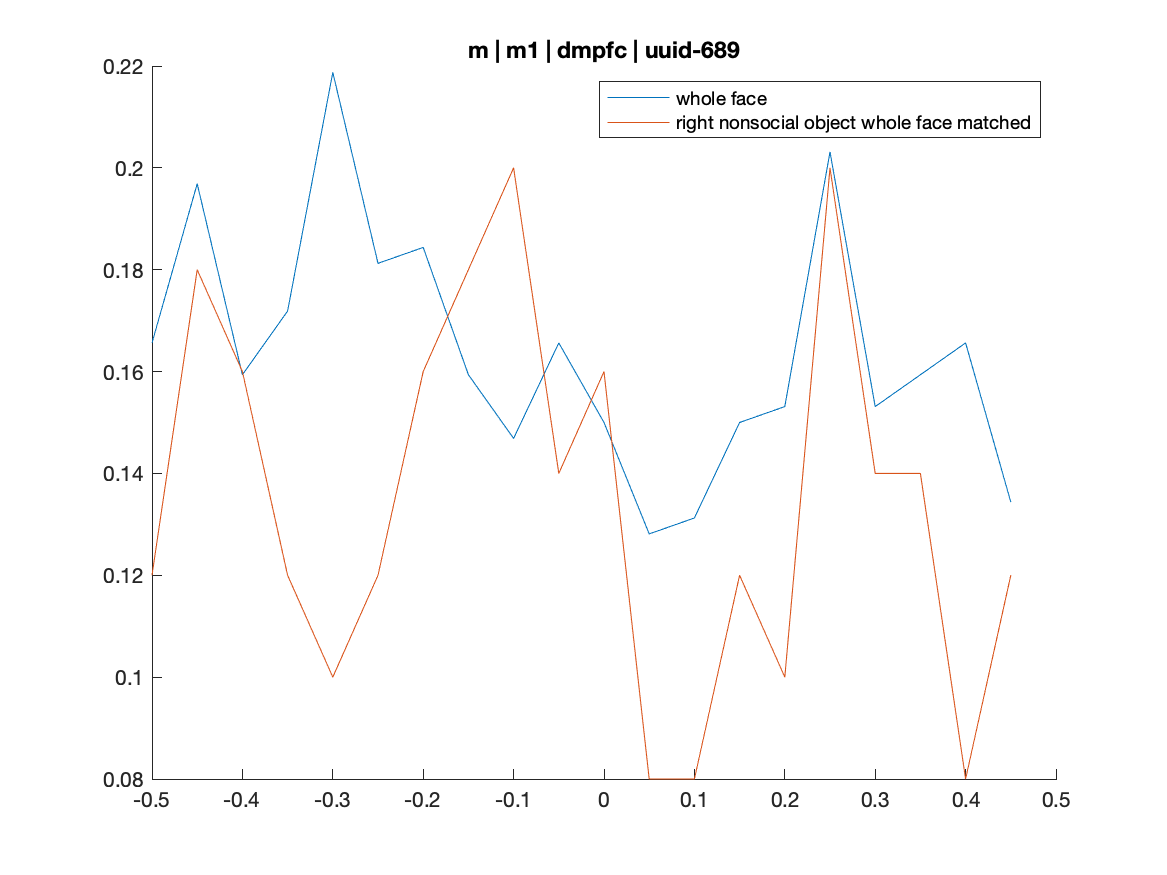 m | m1 | dmpfc | uuid-689
whole face
right nonsocial object whole face matched
0.22
0.2
0.18
0.16
0.14
0.12
0.1
0.08
-0.5 -0.4 -0.3 -0.2 -0.1 0 0.1 0.2 0.3 0.4 0.5